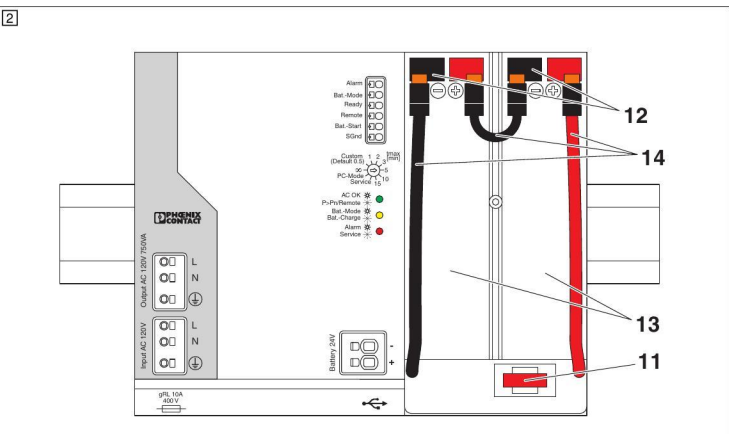 2
Alarm
Bat.-Mode
Ready
Remote
Bat.-Start
SGnd
Custom
(Default 0.5)
1 2 3 [max
min]
∞
5
PC-Mode
10
Service 15
AC OK
P>Pn/Remote
Bat.-Mode
Bat.-Charge
Alarm
Service
PHŒNIX
CONTACT
Output AC 120V 750VA
L
N
Input AC 120V
L
N
Battery 24V
-
+
gRL 10A
400 V
− +
− +
12
14
13
11